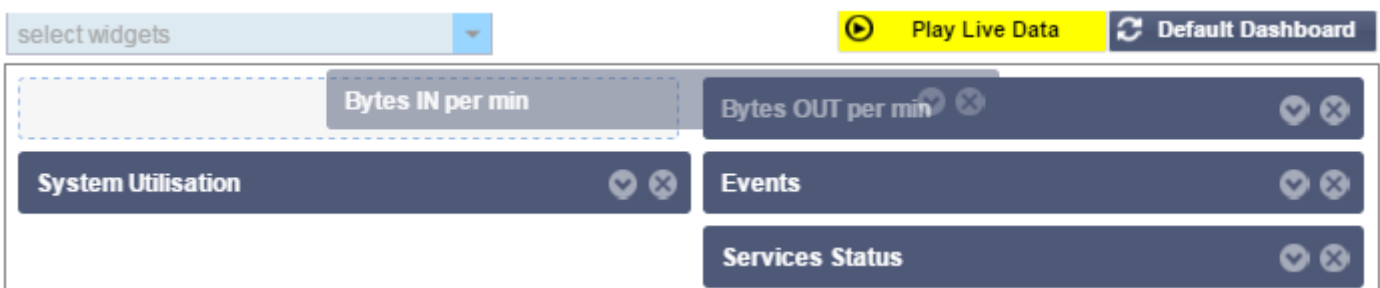 select widgets
Play Live Data
Default Dashboard
Bytes IN per min
Bytes OUT per min
System Utilisation
Events
Services Status